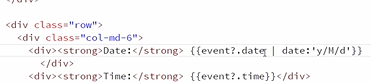 </div>
<div class="row">
<div class="col-md-6">
<div><strong>Date:</strong> {{event?.date | date:'y/M/d'}}
</div>
<div><strong>Time:</strong> {{event?.time}}</div>